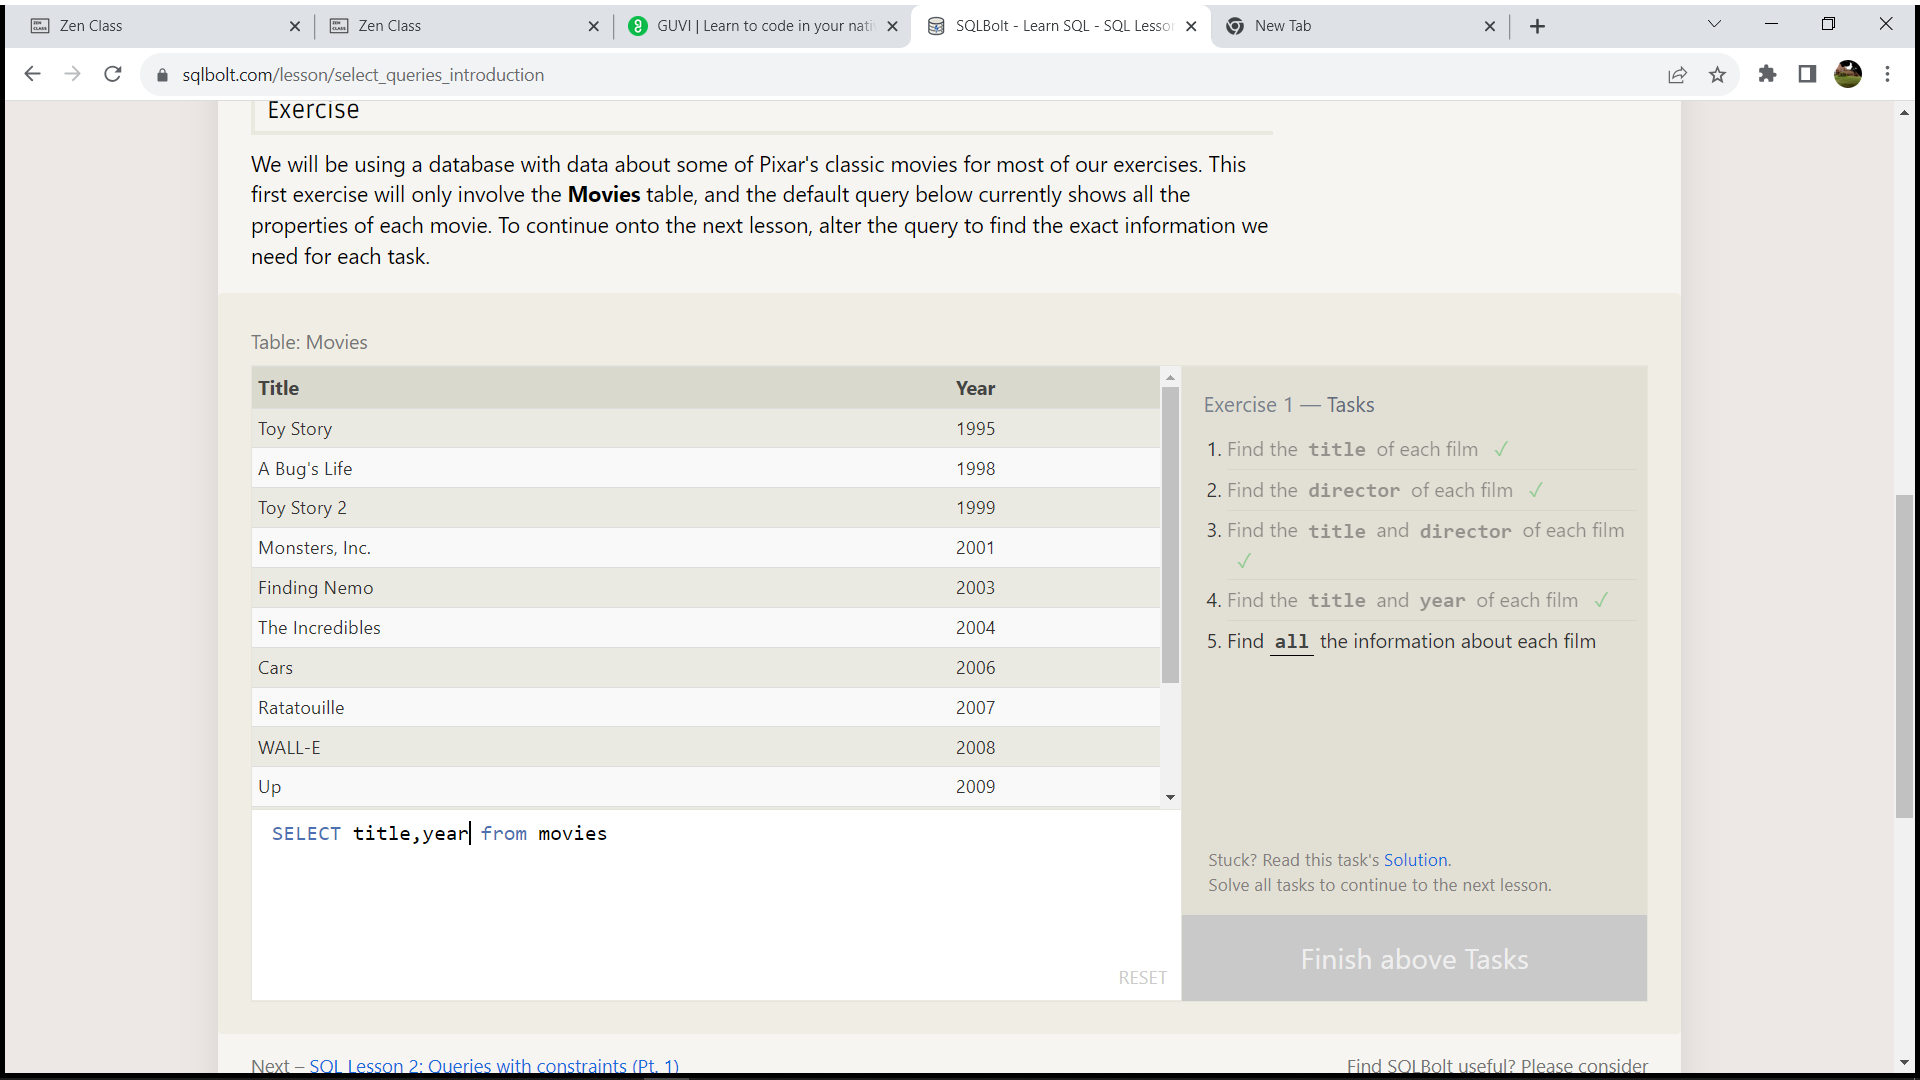 Zen Class
Zen Class
GUVI | Learn to code in your nati
SQLBolt - Learn SQL - SQL Lesson
New Tab
sqlbolt.com/lesson/select_queries_introduction
Exercise
We will be using a database with data about some of Pixar's classic movies for most of our exercises. This
first exercise will only involve the Movies table, and the default query below currently shows all the
properties of each movie. To continue onto the next lesson, alter the query to find the exact information we
need for each task.
Table: Movies
Title Year
Toy Story 1995
A Bug's Life 1998
Toy Story 2 1999
Monsters, Inc. 2001
Finding Nemo 2003
The Incredibles 2004
Cars 2006
Ratatouille 2007
WALL-E 2008
Up 2009
SELECT title,year from movies
RESET
Exercise 1 — Tasks
1. Find the title of each film ✓
2. Find the director of each film ✓
3. Find the title and director of each film
✓
4. Find the title and year of each film ✓
5. Find all the information about each film
Stuck? Read this task's Solution.
Solve all tasks to continue to the next lesson.
Finish above Tasks
Next – SQL Lesson 2: Queries with constraints (Pt. 1)
Find SQLBolt useful? Please consider